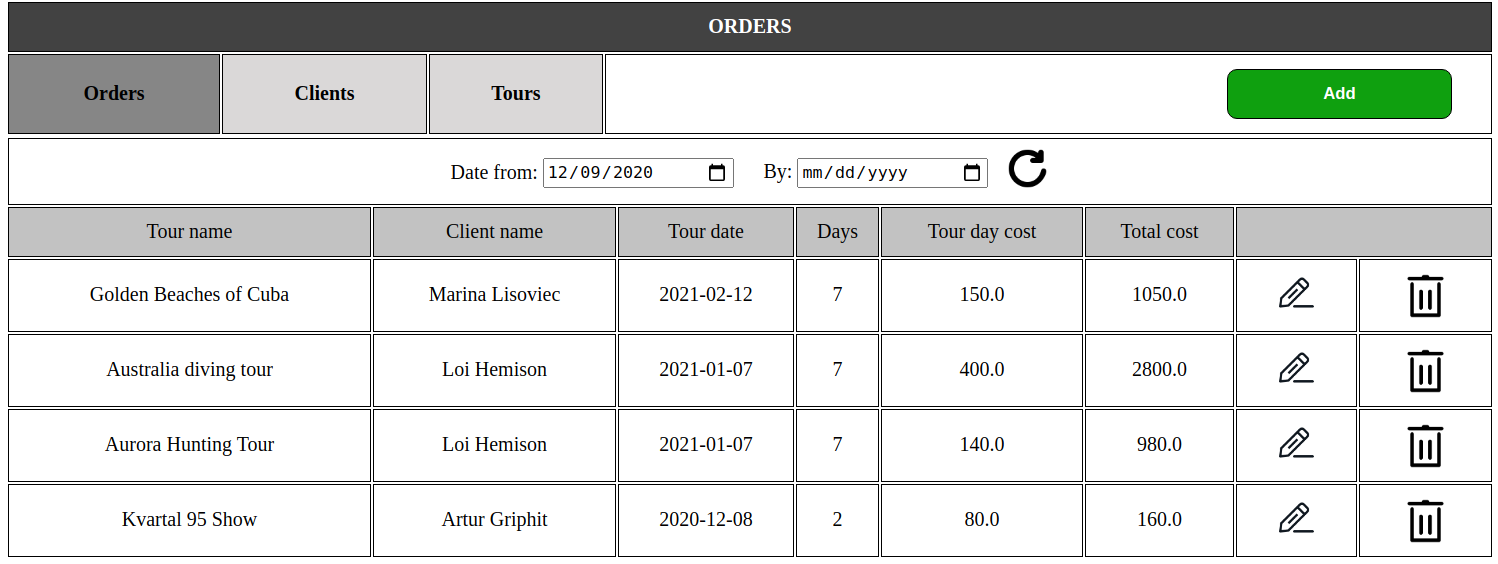 ORDERS
Orders Clients Tours Add
Date from: 12/09/2020 By: mm/dd/yyyy
Tour name Client name Tour date Days Tour day cost Total cost
Golden Beaches of Cuba Marina Lisoviec 2021-02-12 7 150.0 1050.0
Australia diving tour Loi Hemison 2021-01-07 7 400.0 2800.0
Aurora Hunting Tour Loi Hemison 2021-01-07 7 140.0 980.0
Kvartal 95 Show Artur Griphit 2020-12-08 2 80.0 160.0